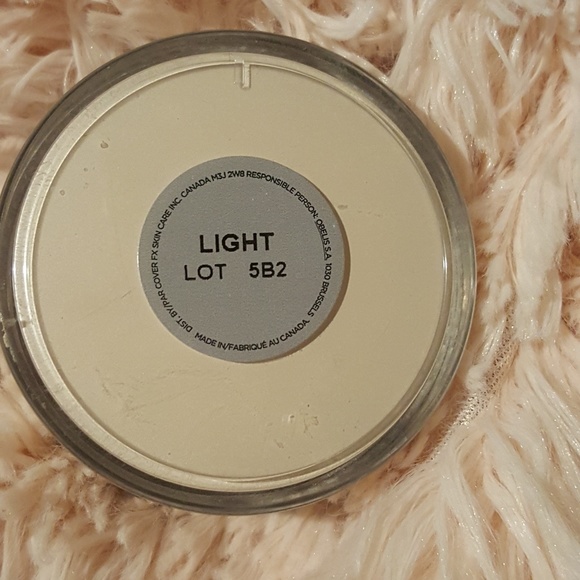 LIGHT
LOT 5B2
DIST. BY/PAR COVER FX SKIN CARE INC. CANADA M3J 2W8 RESPONSIBLE PERSON: OBELIS S.A 1030 BRUSSELS
MADE IN/FABRIQUÉ AU CANADA.